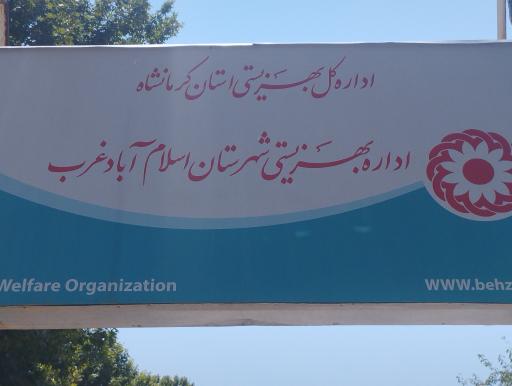 اداره کل بهزیستی استان کرمانشاه
اداره بهزیستی شهرستان اسلام آبادغرب
Welfare Organization
WWW.behz